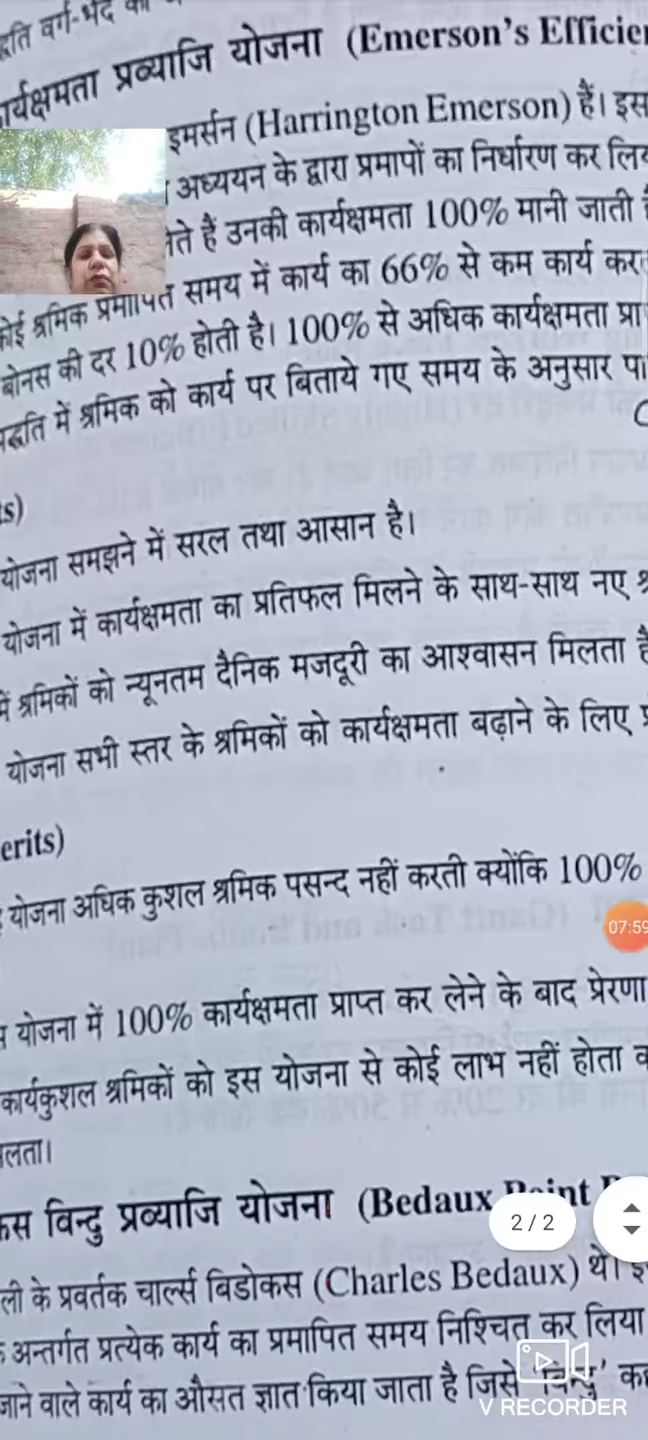 वर्ग-भेद
कार्यक्षमता प्रव्याजि योजना (Emerson's
इमर्सन (Harrington Emerson) हैं। इस
अध्ययन के द्वारा प्रमापों का निर्धारण कर
हैं उनकी कार्यक्षमता 100% मानी जाती
कोई श्रमिक प्रमापित समय में कार्य का 66% से कम कार्य
बोनस की दर 10% होती है। 100% से अधिक कार्यक्षमता
पद्धति में श्रमिक को कार्य पर बिताये गए समय के अनुसार
योजना समझने में सरल तथा आसान है।
योजना में कार्यक्षमता का प्रतिफल मिलने के साथ-साथ नए
में श्रमिकों को न्यूनतम दैनिक मजदूरी का आश्वासन मिलता है
योजना सभी स्तर के श्रमिकों को कार्यक्षमता बढ़ाने के लिए
erits)
योजना अधिक कुशल श्रमिक पसन्द नहीं करती क्योंकि 100%
07:59
योजना में 100% कार्यक्षमता प्राप्त कर लेने के बाद प्रेरणा
कार्यकुशल श्रमिकों को इस योजना से कोई लाभ नहीं होता
विन्दु प्रव्याजि योजना (Bedaux Point
2/2
के प्रवर्तक चार्ल्स बिडोकस (Charles Bedaux) थे।
अन्तर्गत प्रत्येक कार्य का प्रमापित समय निश्चित कर लिया
जाने वाले कार्य का औसत ज्ञात किया जाता है जिसे 'विन्दु'
V RECORDER